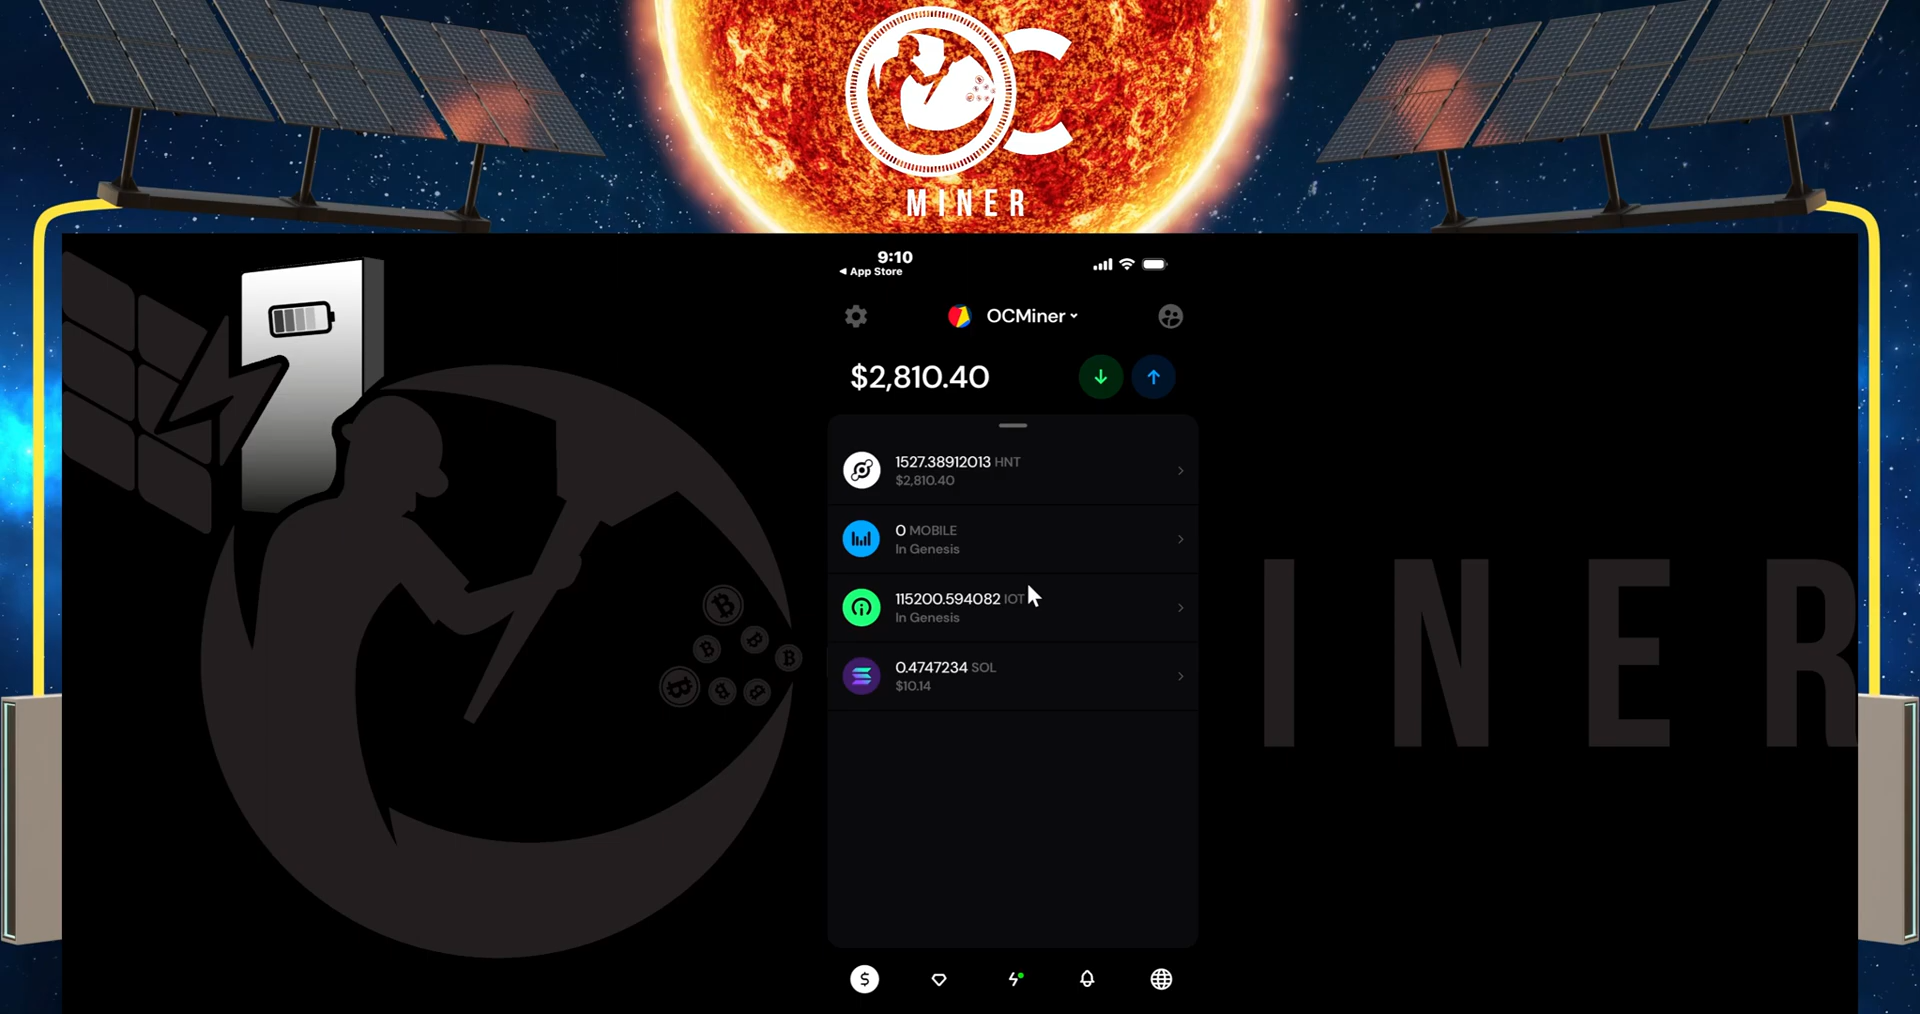 C
MINER
9:10
◄ App Store
OCMiner
$2,810.40
1527.38912013 HNT
$2,810.40
0 MOBILE
In Genesis
115200.594082 IOT
In Genesis
0.4747234 SOL
$10.14
INER